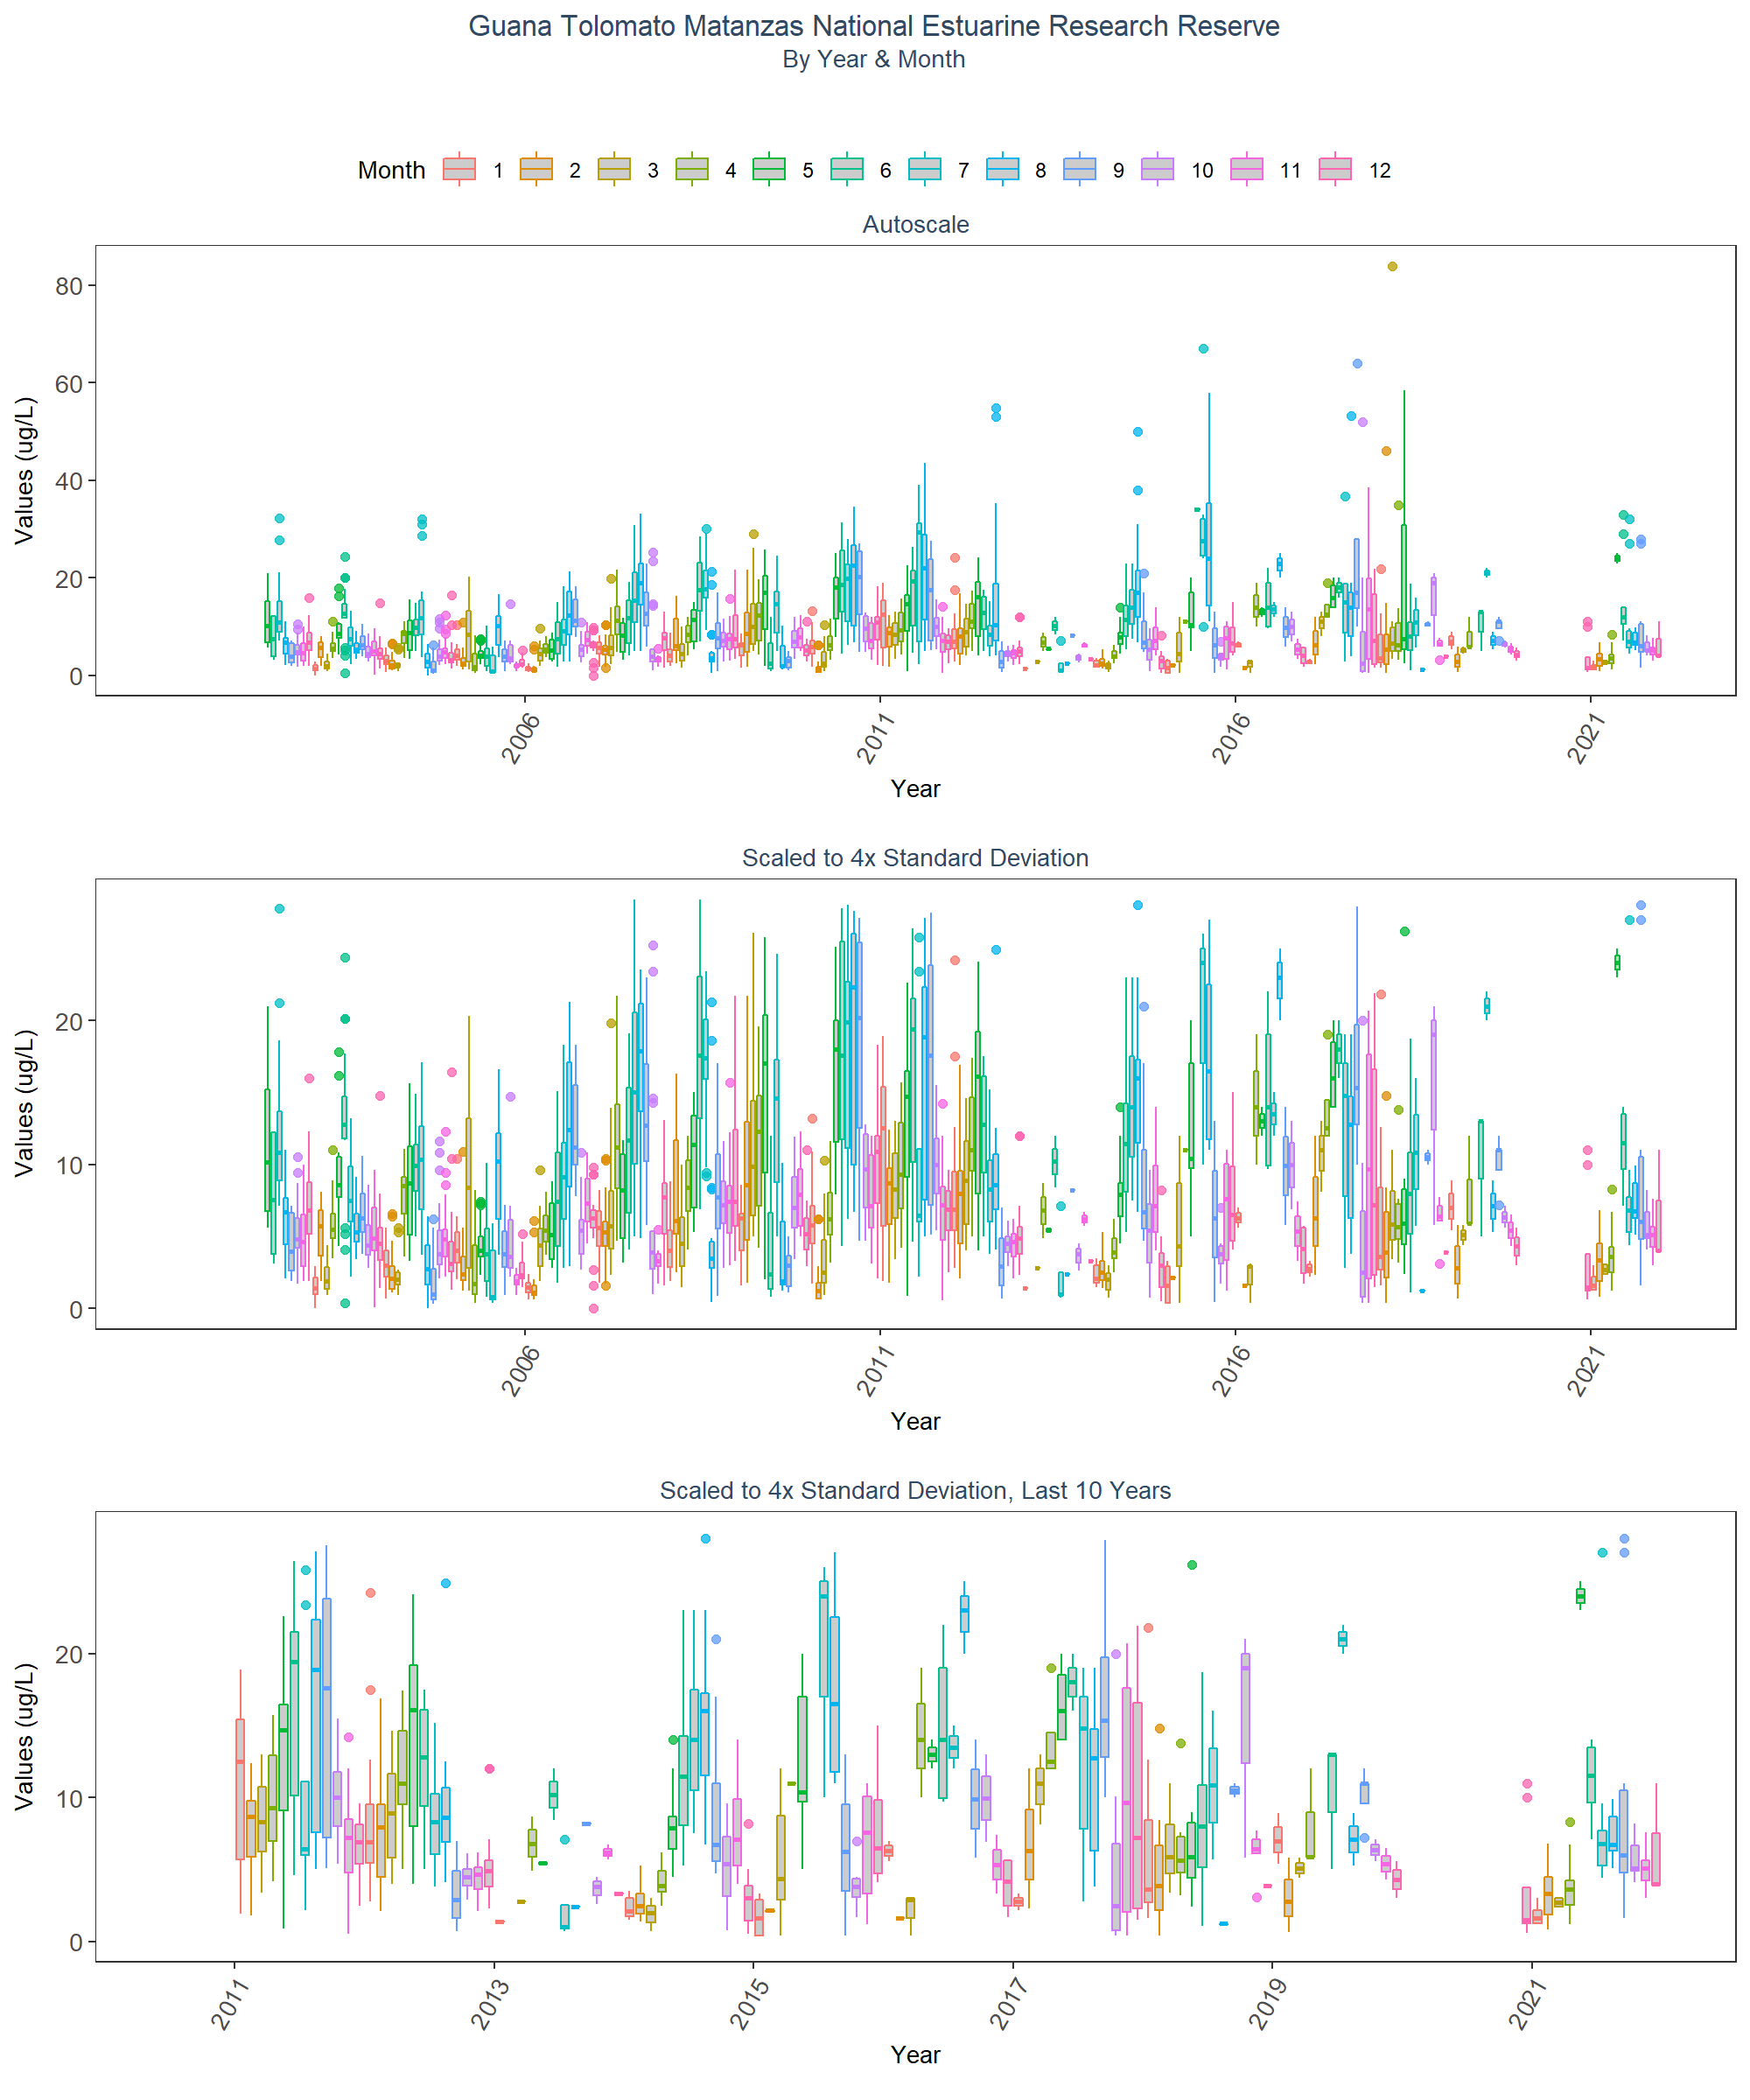 Guana Tolomato Matanzas National Estuarine Research Reserve
By Year & Month
Month 1 2 3 4 5 6 7 8 9 10 11 12
Autoscale
Values (ug/L)
80
60
40
20
0
2006 2011 2016 2021
Year
Scaled to 4x Standard Deviation
Values (ug/L)
20
10
0
2006 2011 2016 2021
Year
Scaled to 4x Standard Deviation, Last 10 Years
Values (ug/L)
20
10
0
2011 2013 2015 2017 2019 2021
Year